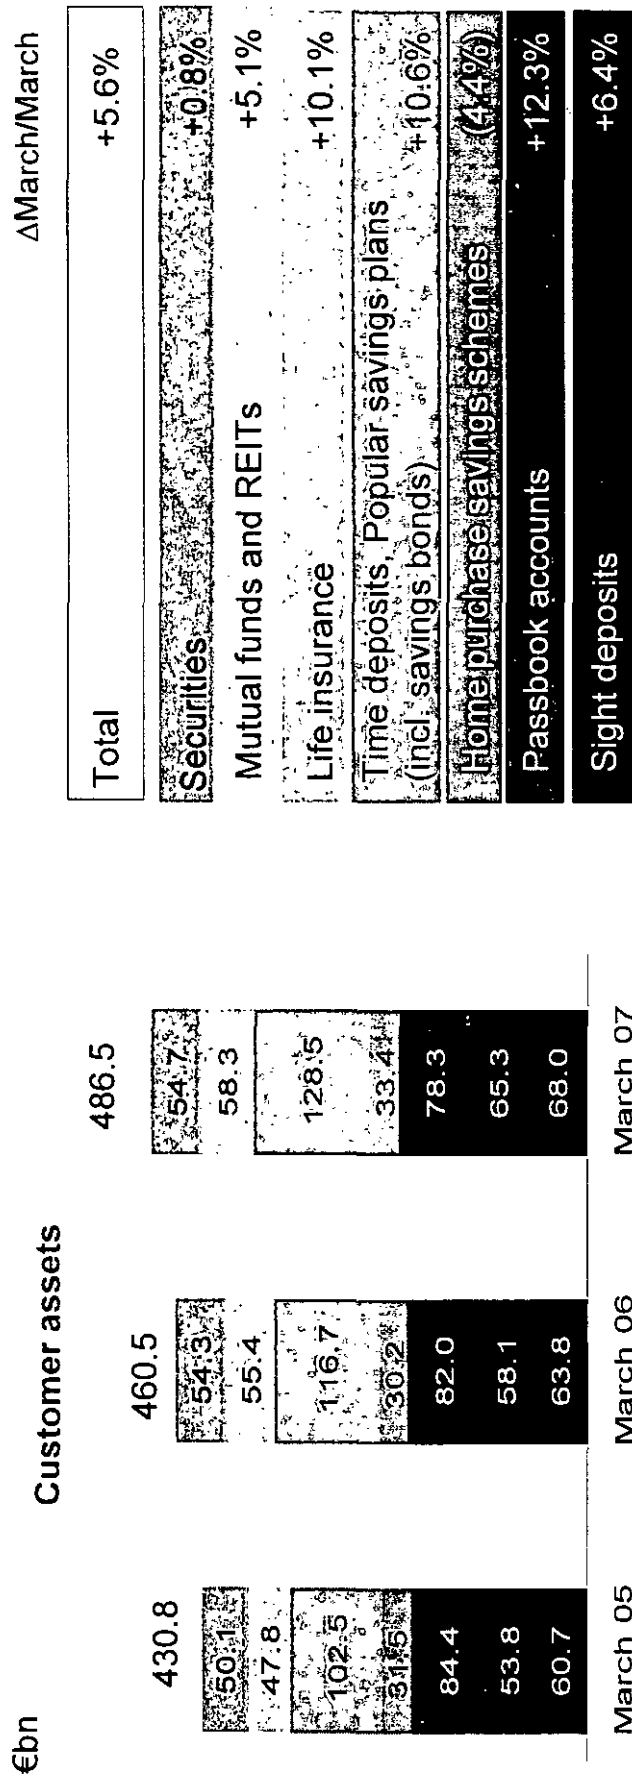 €bn
Customer assets
ΔMarch/March
430.8
460.5
486.5
Total +5.6%
50.1
54.3
54.7
Securities +0.8%
47.8
55.4
58.3
Mutual funds and REITs +5.1%
102.5
116.7
128.5
Life insurance +10.1%
31.5
30.2
33.4
Time deposits, Popular savings plans
(incl. savings bonds) +10.6%
84.4
82.0
78.3
Home purchase savings schemes (4.4%)
53.8
58.1
65.3
Passbook accounts +12.3%
60.7
63.8
68.0
Sight deposits +6.4%
March 05
March 06
March 07